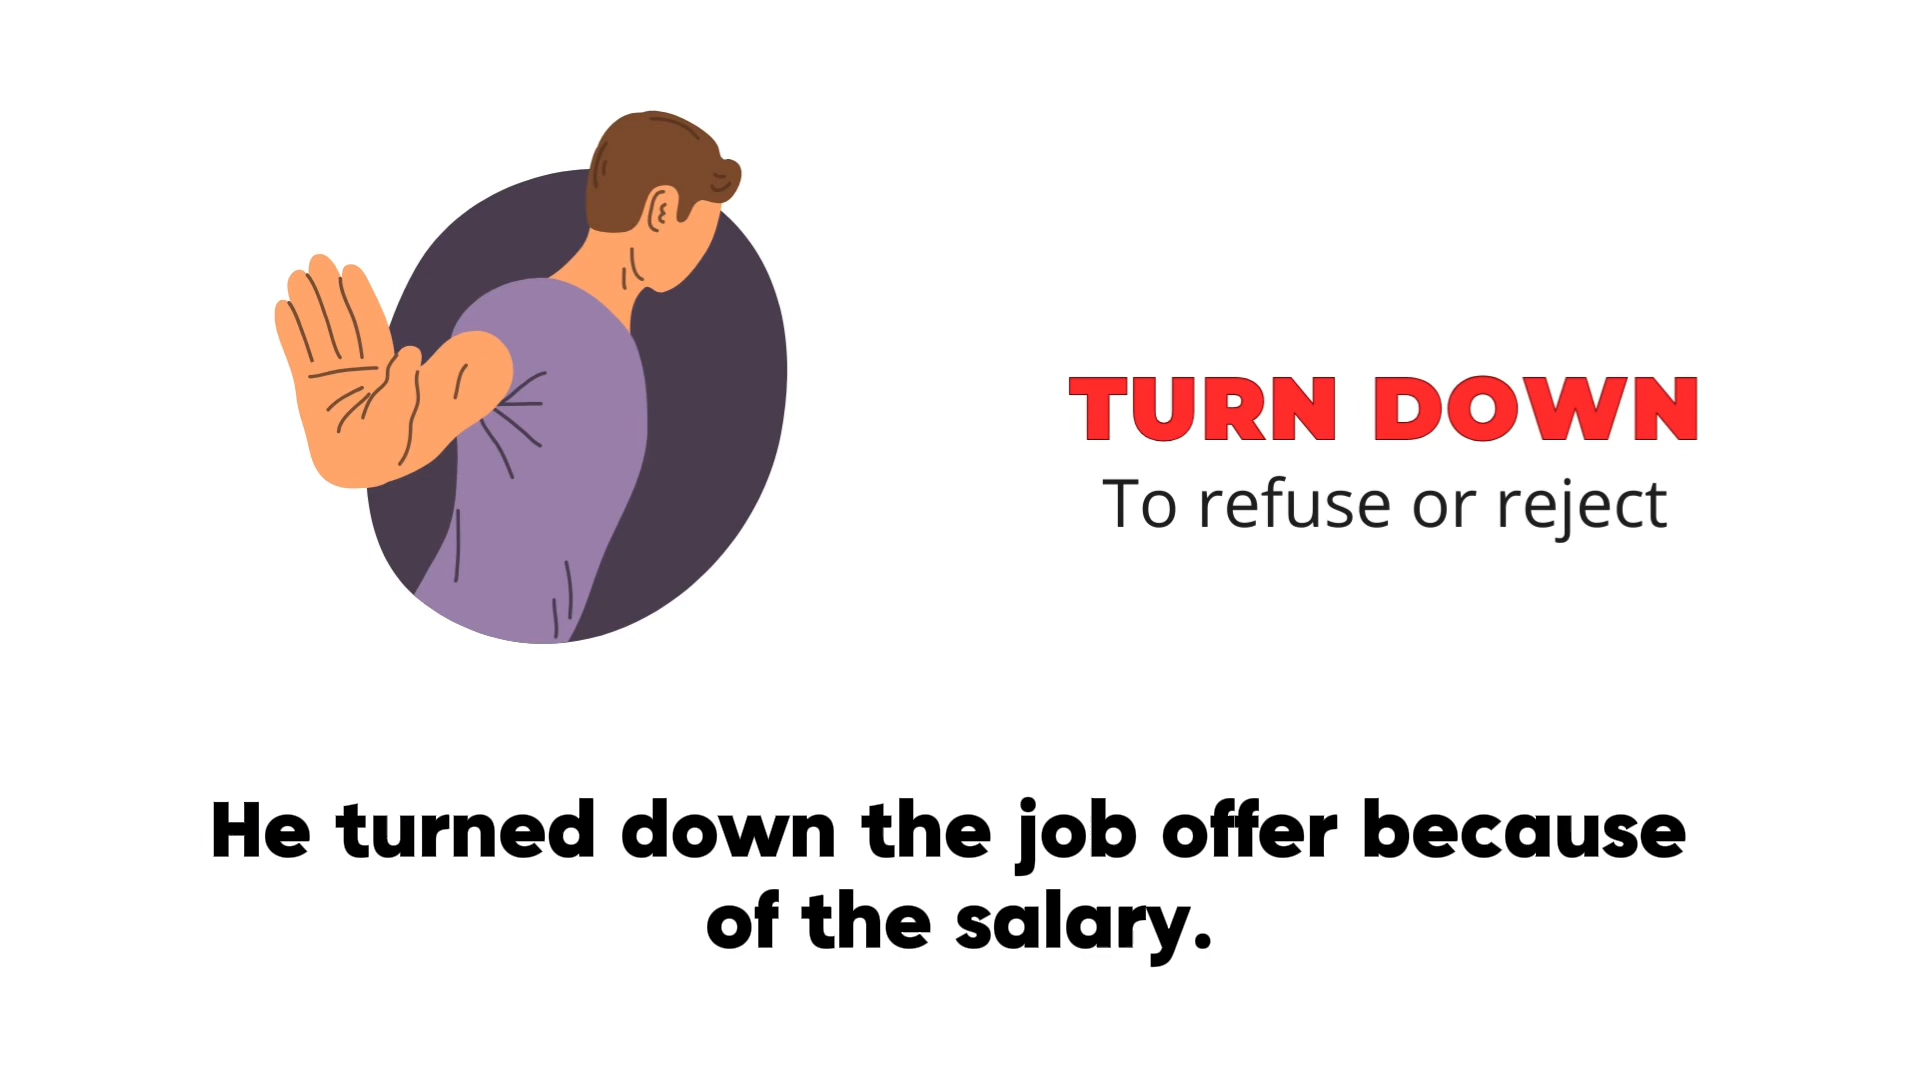 TURN DOWN
To refuse or reject
He turned down the job offer because
of the salary.